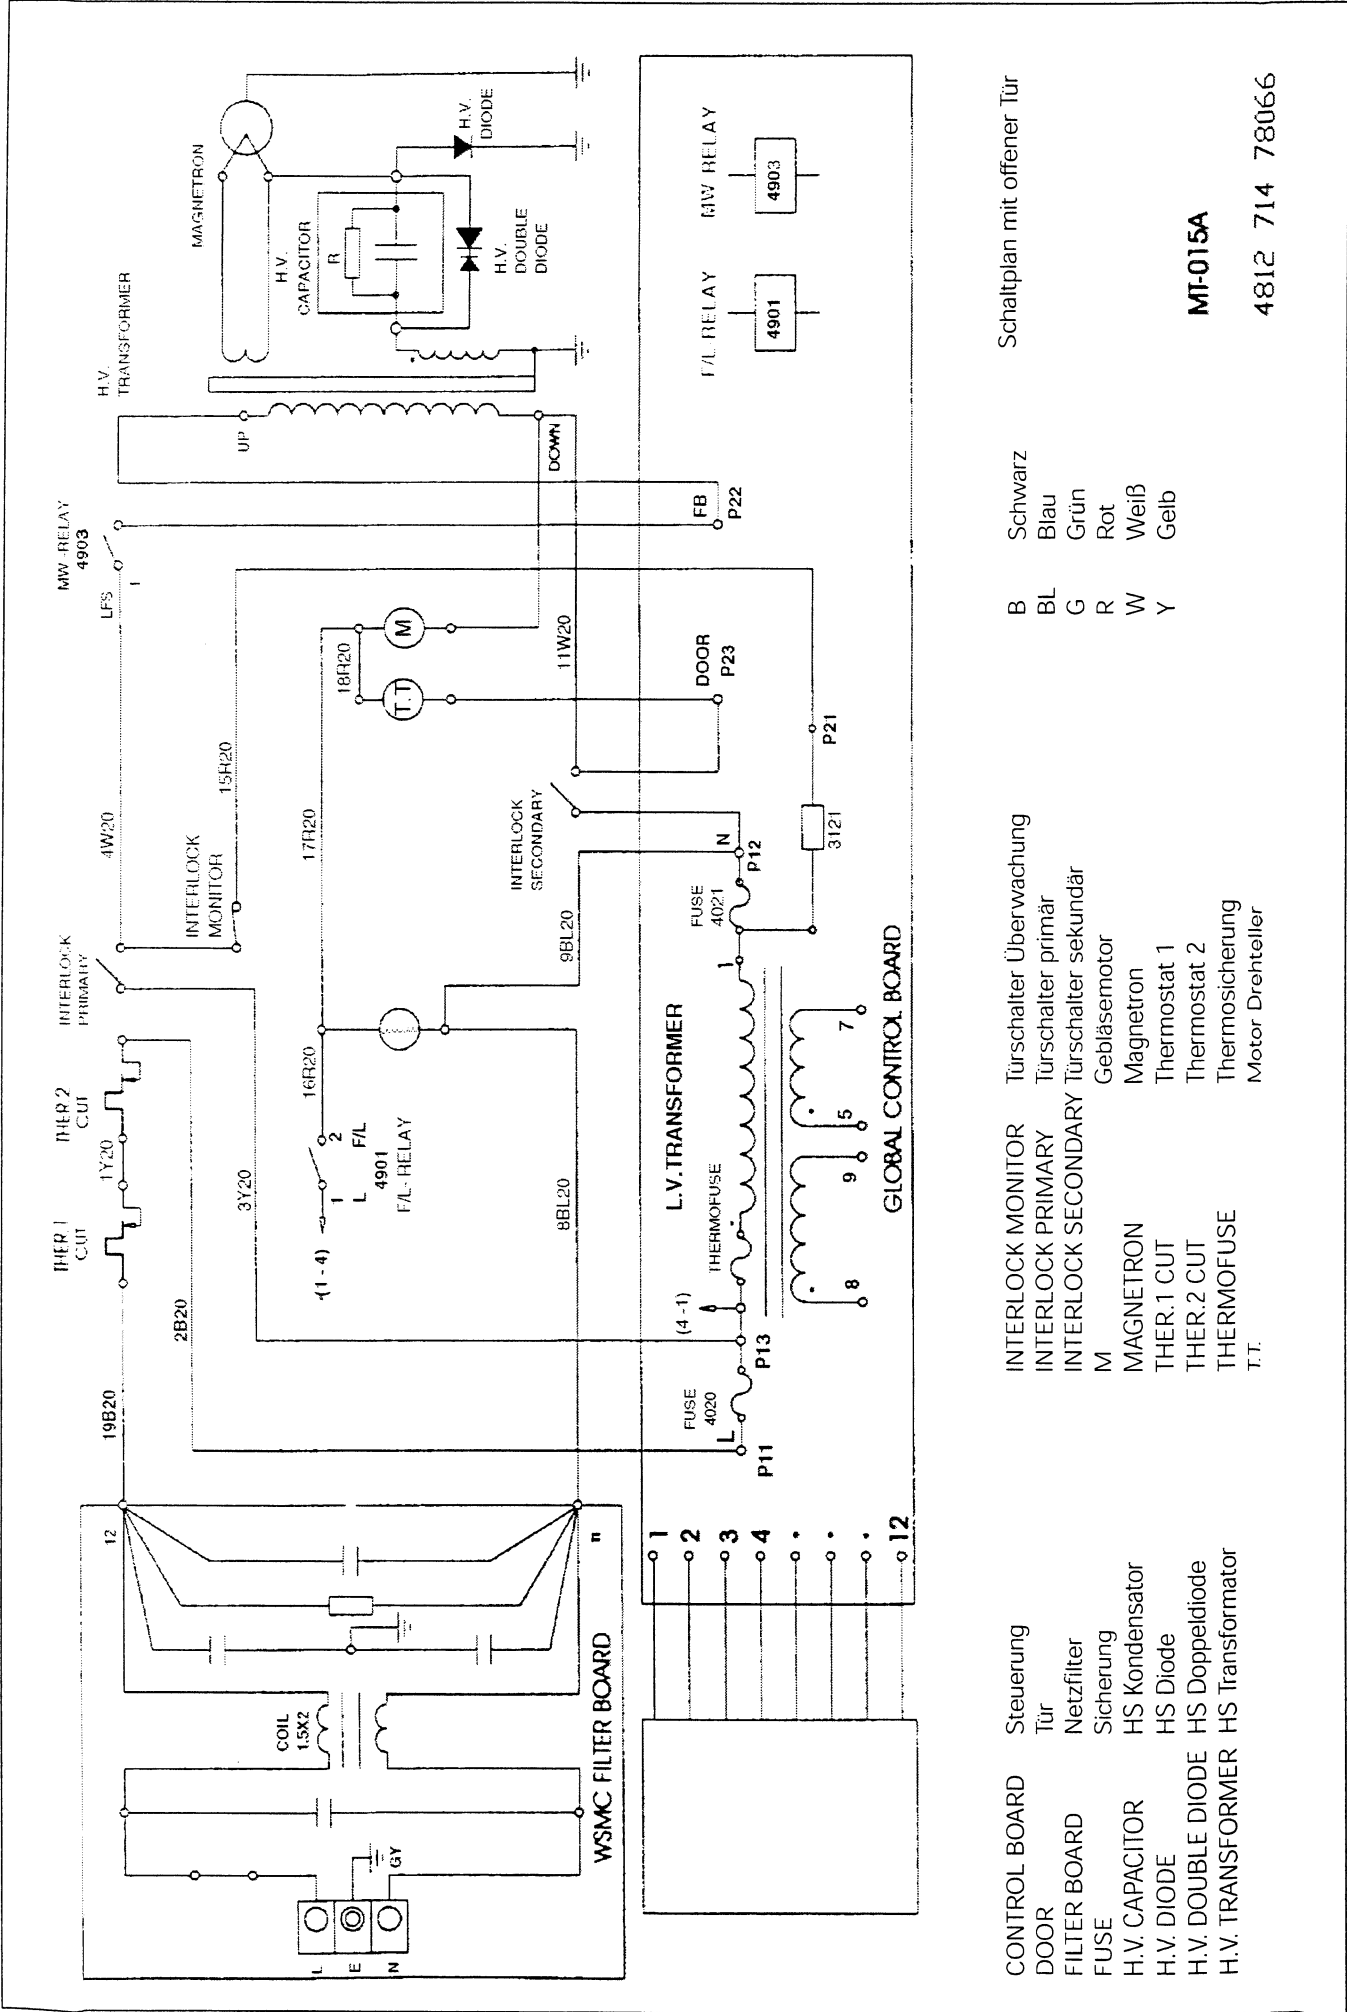 H.V.
TRANSFORMER
MAGNETRON
H.V.
CAPACITOR
R
H.V.
DIODE
H.V.
DOUBLE
DIODE
UP
DOWN
MW-RELAY
4903
LFS
1
FB
P22
4W20
15R20
INTERLOCK
MONITOR
INTERLOCK
PRIMARY
THER.2
CUT
1Y20
THER.1
CUT
19B20
2B20
3Y20
17R20
18R20
M
T.T
11W20
DOOR
P23
P21
3121
INTERLOCK
SECONDARY
N
P12
FUSE
4021
9BL20
16R20
2
F/L
1
L
4901
F/L-RELAY
(1-4)
8BL20
L.V.TRANSFORMER
1
THERMOFUSE
(4-1)
P13
FUSE
4020
L
P11
7
5
9
8
GLOBAL CONTROL BOARD
MW RELAY
4903
F/L RELAY
4901
12
11
COIL
1.5X2
L
E
N
GY
WSMC FILTER BOARD
1
2
3
4
.
.
.
12
CONTROL BOARD Steuerung
DOOR Tür
FILTER BOARD Netzfilter
FUSE Sicherung
H.V. CAPACITOR HS Kondensator
H.V. DIODE HS Diode
H.V. DOUBLE DIODE HS Doppeldiode
H.V. TRANSFORMER HS Transformator
INTERLOCK MONITOR Türschalter Überwachung
INTERLOCK PRIMARY Türschalter primär
INTERLOCK SECONDARY Türschalter sekundär
M Gebläsemotor
MAGNETRON Magnetron
THER.1 CUT Thermostat 1
THER.2 CUT Thermostat 2
THERMOFUSE Thermosicherung
T.T. Motor Drehteller
B Schwarz
BL Blau
G Grün
R Rot
W Weiß
Y Gelb
Schaltplan mit offener Tür
MT-015A
4812 714 78066